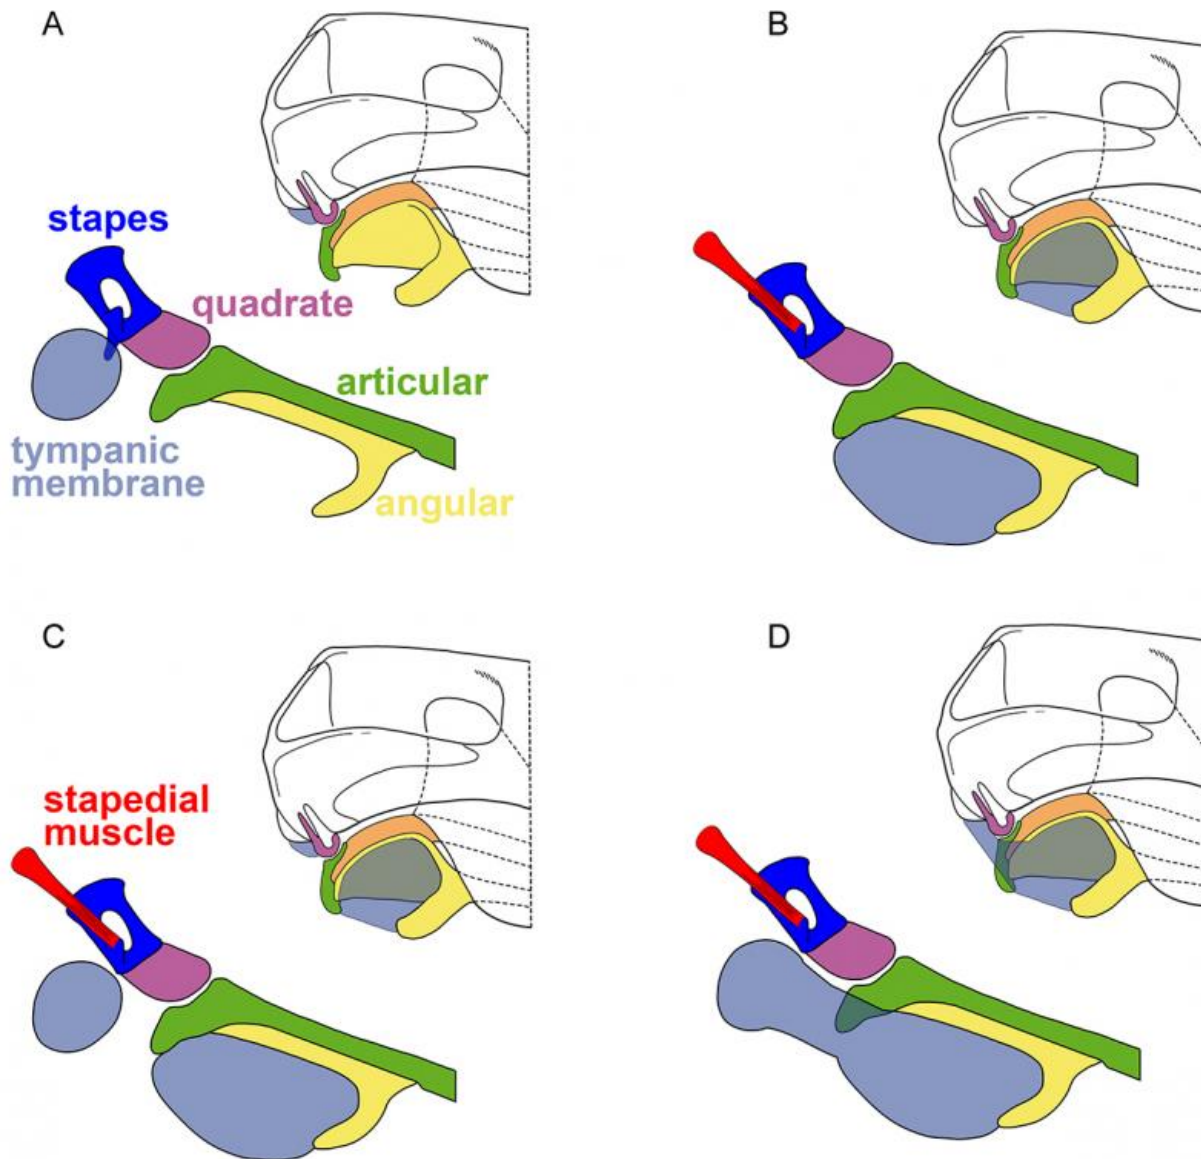 A
B
stapes
quadrate
articular
tympanic
membrane
angular
C
D
stapedial
muscle